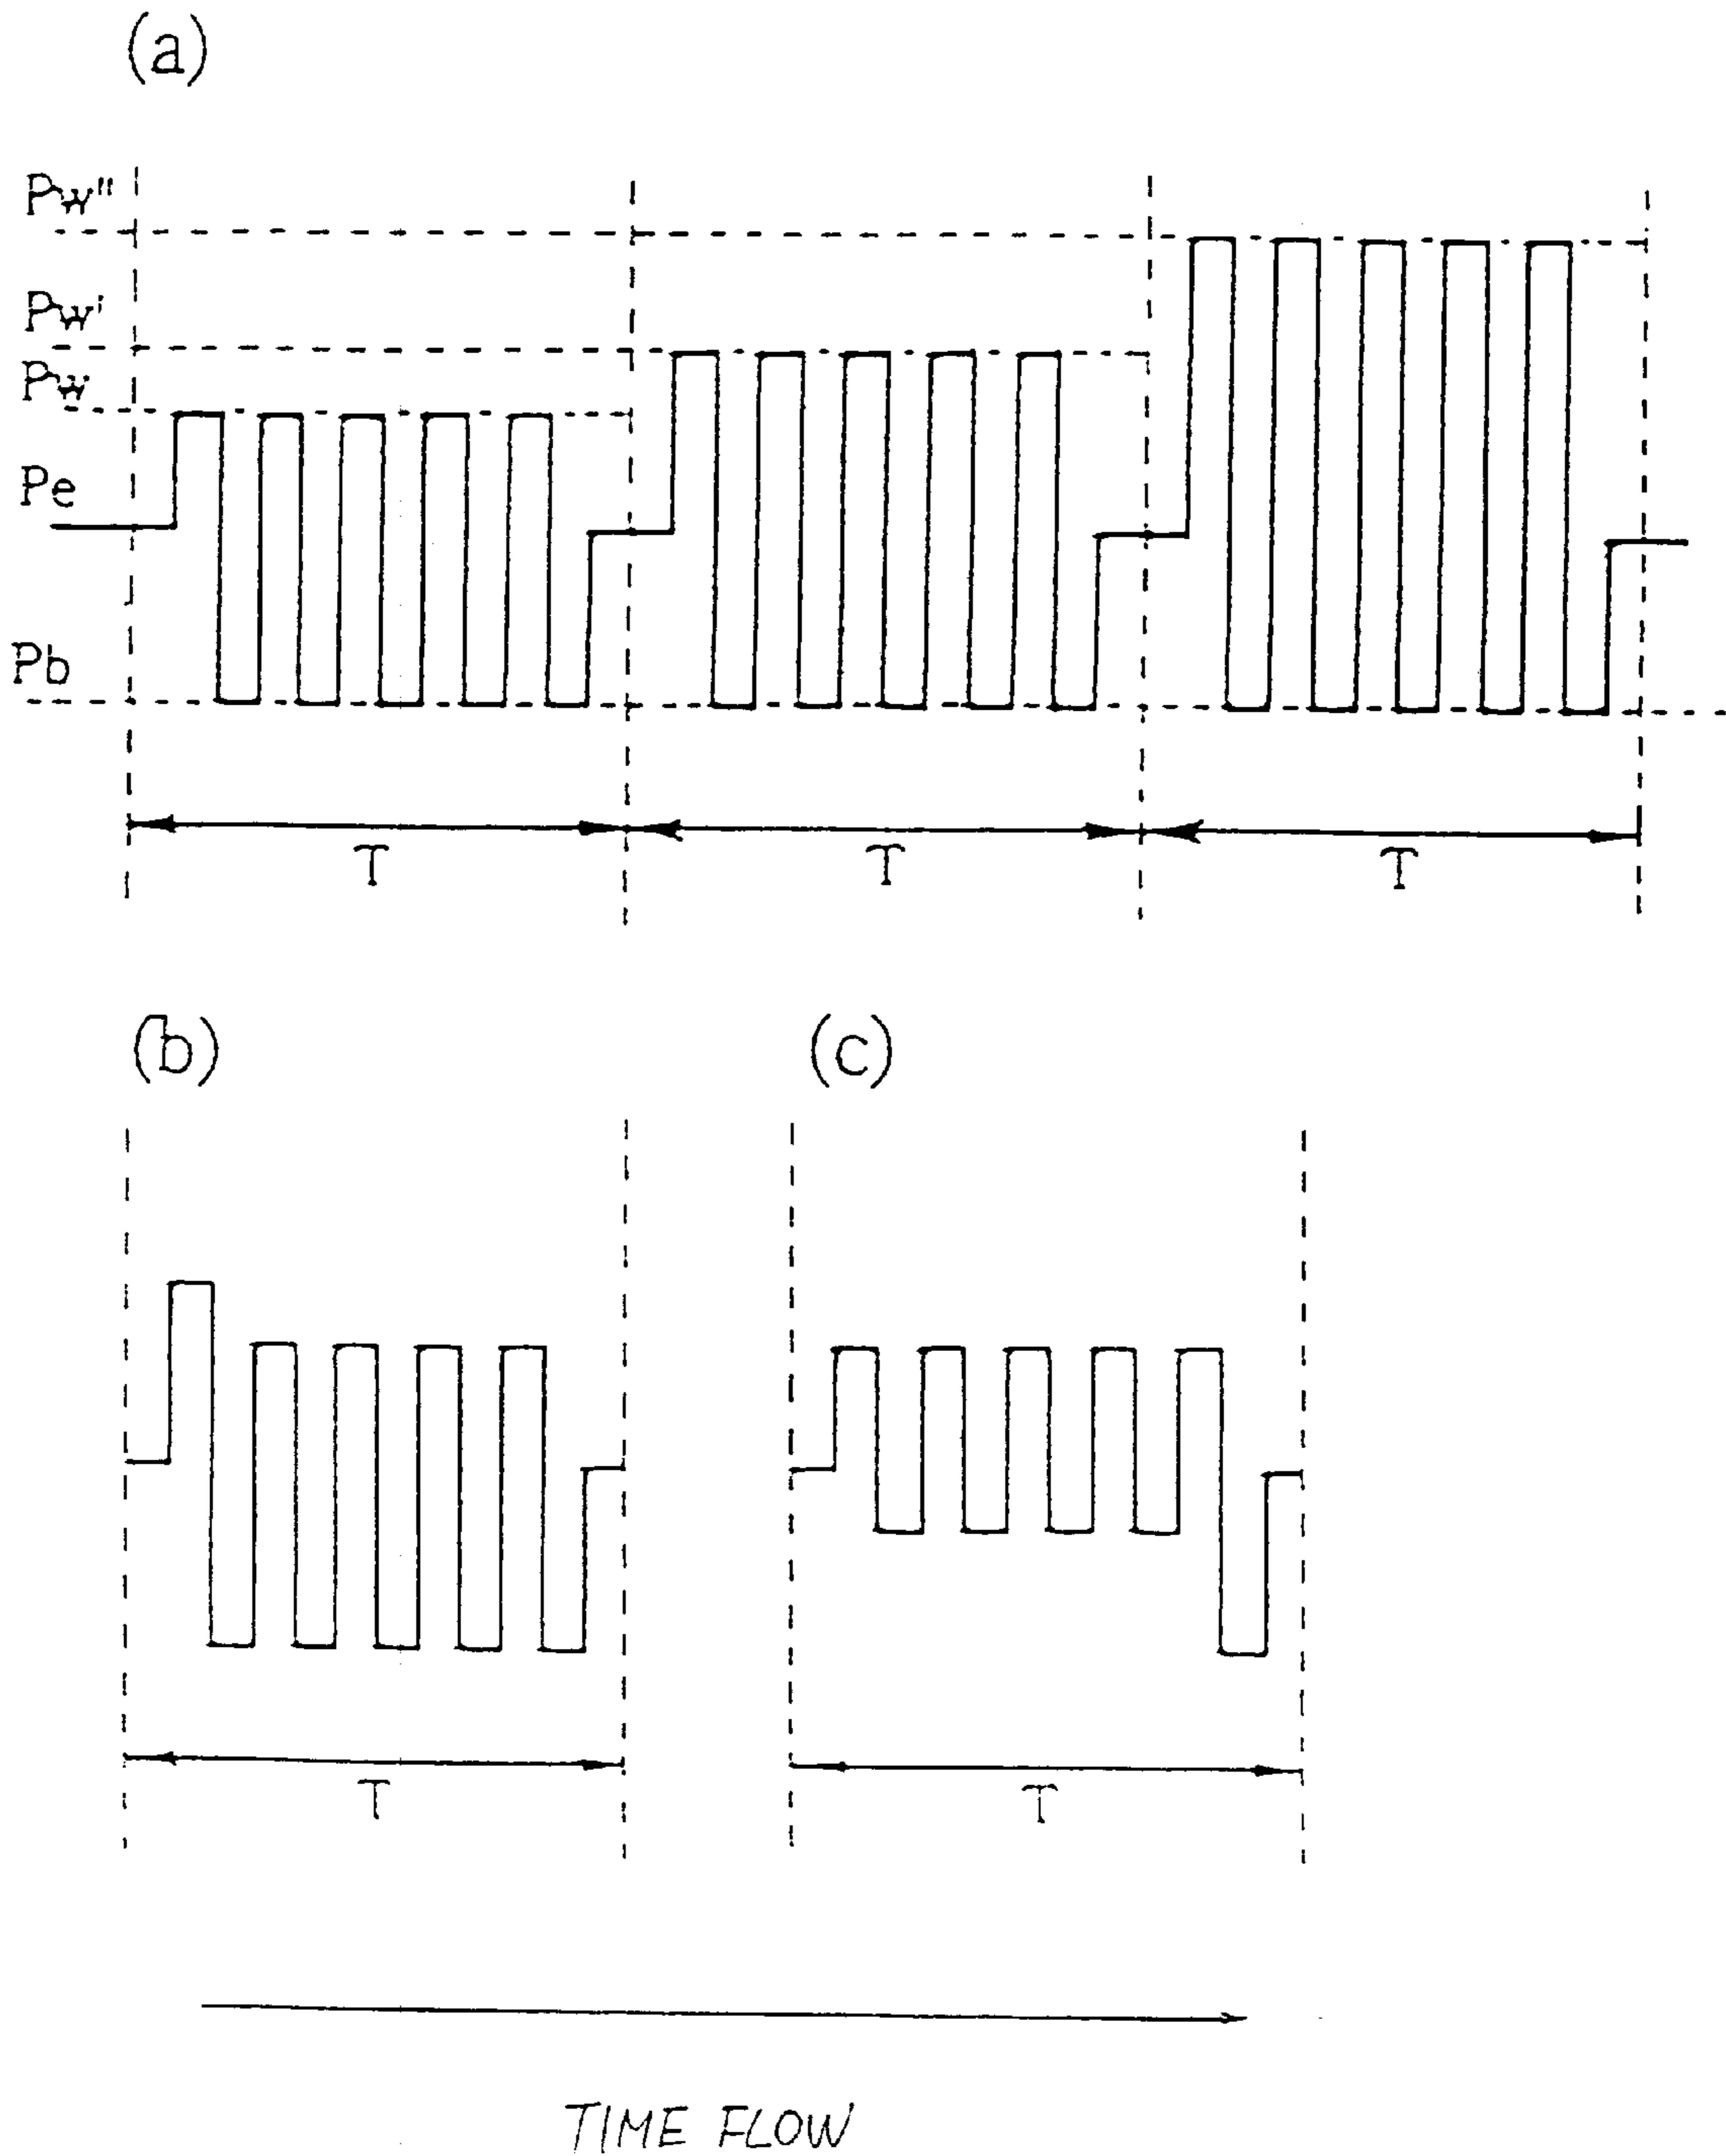 (a)
Pw"
Pw'
Pw
Pe
Pb
T T T
(b) (c)
T T
TIME FLOW